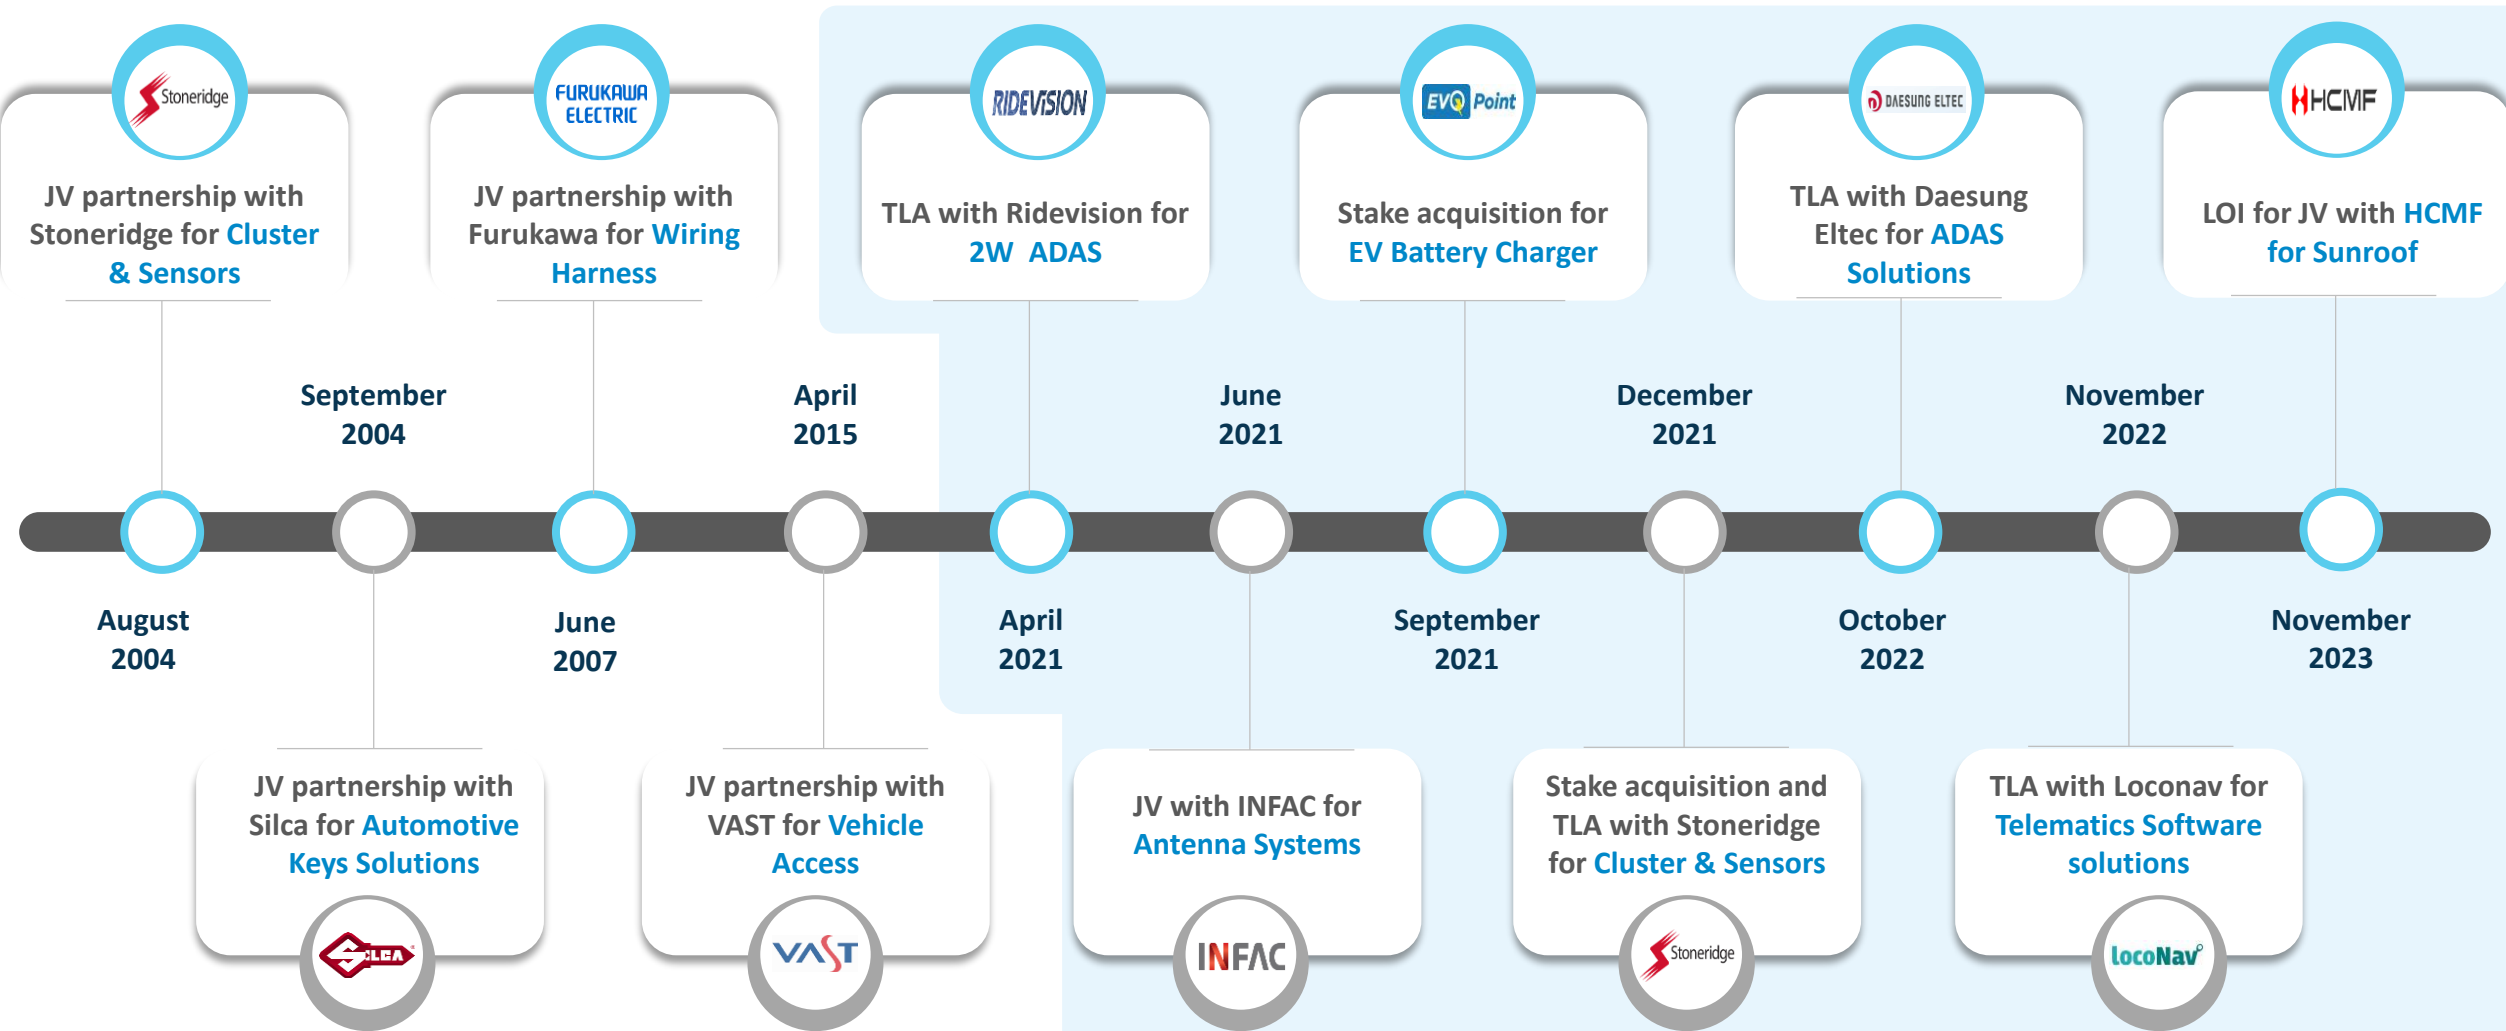 Stoneridge
JV partnership with
Stoneridge for Cluster
& Sensors
FURUKAWA
ELECTRIC
JV partnership with
Furukawa for Wiring
Harness
RIDEVISION
TLA with Ridevision for
2W ADAS
EVQ Point
Stake acquisition for
EV Battery Charger
DAESUNG ELTEC
TLA with Daesung
Eltec for ADAS
Solutions
HCMF
LOI for JV with HCMF
for Sunroof
September
2004
April
2015
June
2021
December
2021
November
2022
August
2004
June
2007
April
2021
September
2021
October
2022
November
2023
JV partnership with
Silca for Automotive
Keys Solutions
SILCA
JV partnership with
VAST for Vehicle
Access
VAST
JV with INFAC for
Antenna Systems
INFAC
Stake acquisition and
TLA with Stoneridge
for Cluster & Sensors
Stoneridge
TLA with Loconav for
Telematics Software
solutions
locoNav